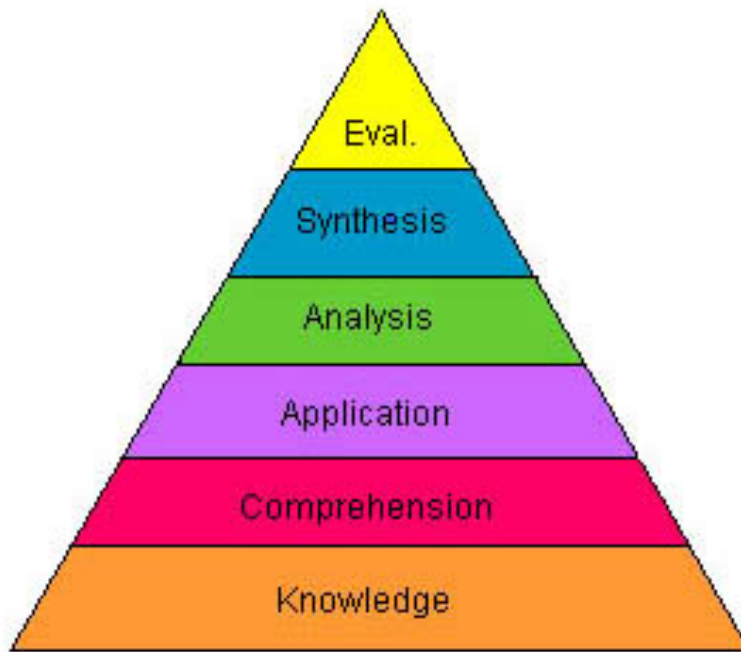 Eval.
Synthesis
Analysis
Application
Comprehension
Knowledge